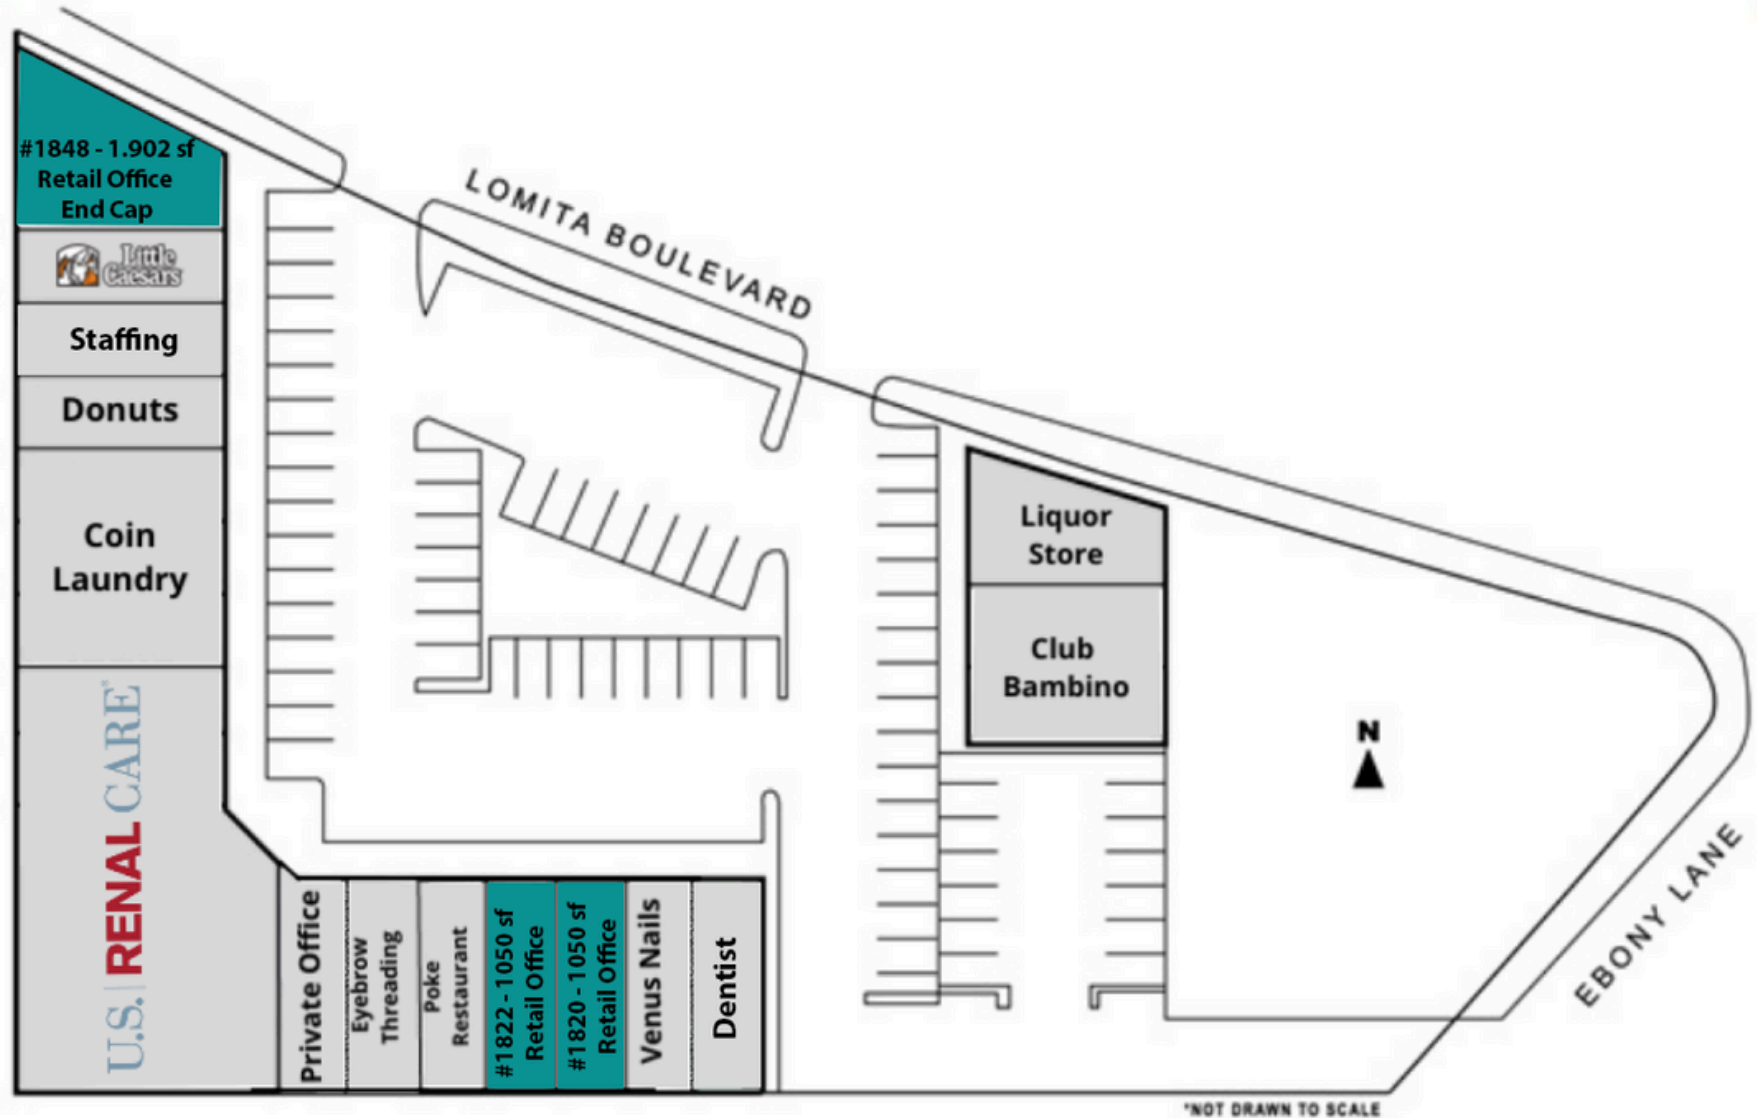 LOMITA BOULEVARD
#1848 - 1.902 sf
Retail Office
End Cap
Little
Caesars
Staffing
Donuts
Coin
Laundry
U.S. RENAL CARE
Private Office
Eyebrow
Threading
Poke
Restaurant
#1822 - 1050 sf
Retail Office
#1820 - 1050 sf
Retail Office
Venus Nails
Dentist
Liquor
Store
Club
Bambino
N
EBONY LANE
*NOT DRAWN TO SCALE